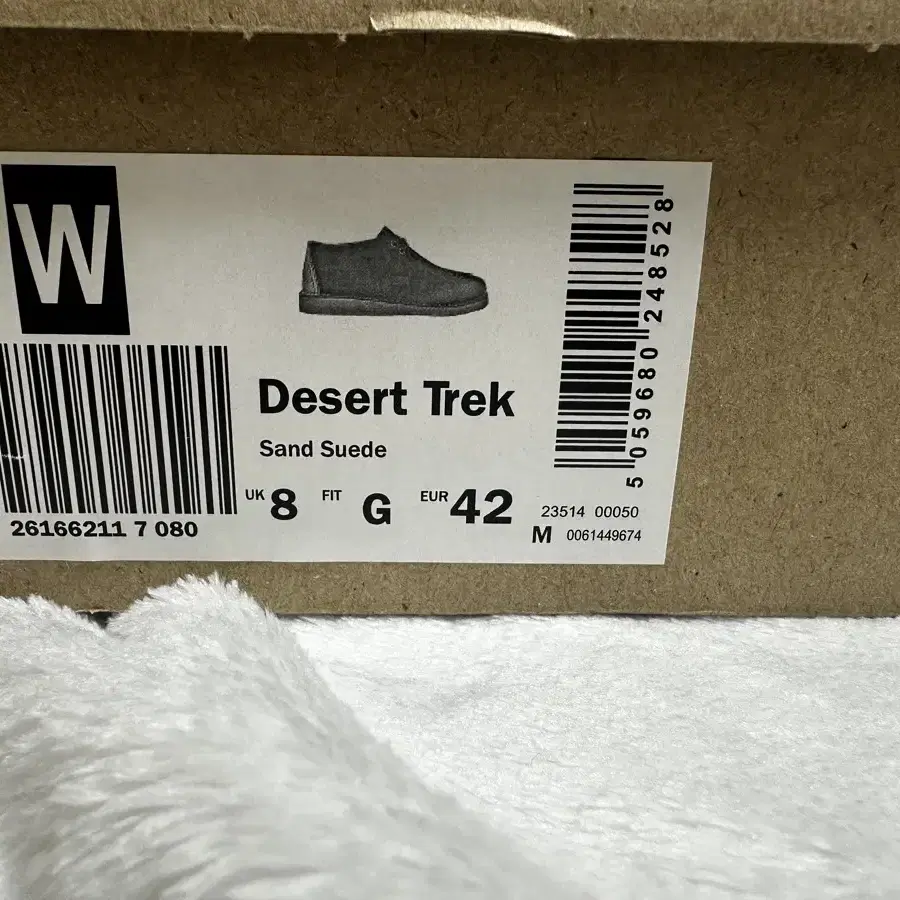 W
26166211 7 080
Desert Trek
Sand Suede
UK 8 FIT G EUR 42
5 059680 248528
23514 00050
M 0061449674